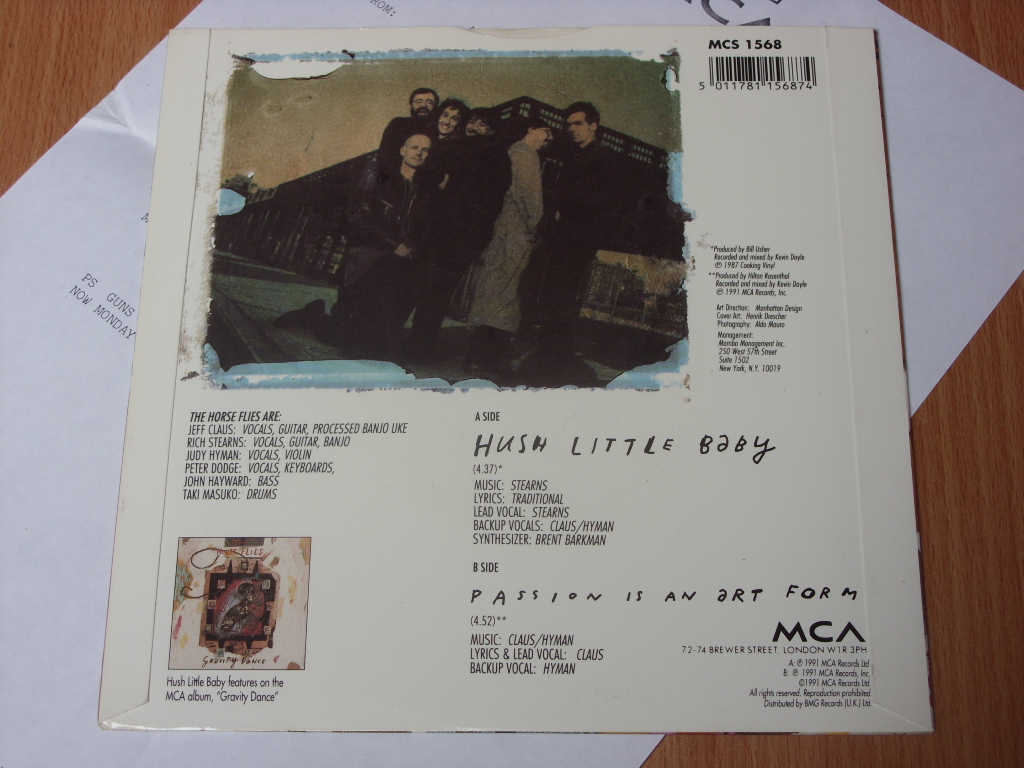 ROM:
MCA
PS GUNS
NOW MONDAY
MCS 1568
5 011781 156874
*Produced by Bill Usher
Recorded and mixed by Kevin Doyle
℗ 1987 Cooking Vinyl
**Produced by Hilton Rosenthal
Recorded and mixed by Kevin Doyle
℗ 1991 MCA Records, Inc.
Art Direction: Manhattan Design
Cover Art: Henrik Drescher
Photography: Aldo Mauro
Management:
Mambo Management Inc.
250 West 57th Street
Suite 1502
New York, N.Y. 10019
THE HORSE FLIES ARE:
JEFF CLAUS: VOCALS, GUITAR, PROCESSED BANJO UKE
RICH STEARNS: VOCALS, GUITAR, BANJO
JUDY HYMAN: VOCALS, VIOLIN
PETER DODGE: VOCALS, KEYBOARDS,
JOHN HAYWARD: BASS
TAKI MASUKO: DRUMS
A SIDE
HUSH LITTLE BABY
(4.37)*
MUSIC: STEARNS
LYRICS: TRADITIONAL
LEAD VOCAL: STEARNS
BACKUP VOCALS: CLAUS/HYMAN
SYNTHESIZER: BRENT BARKMAN
B SIDE
PASSION IS AN ART FORM
(4.52)**
MUSIC: CLAUS/HYMAN
LYRICS & LEAD VOCAL: CLAUS
BACKUP VOCAL: HYMAN
FLIES
Gravity Dance
Hush Little Baby features on the
MCA album, "Gravity Dance"
MCA
72-74 BREWER STREET, LONDON W1R 3PH
A: ℗ 1991 MCA Records Ltd
B: ℗ 1991 MCA Records, Inc.
©1991 MCA Records Ltd.
All rights reserved. Reproduction prohibited
Distributed by BMG Records (U.K.) Ltd.